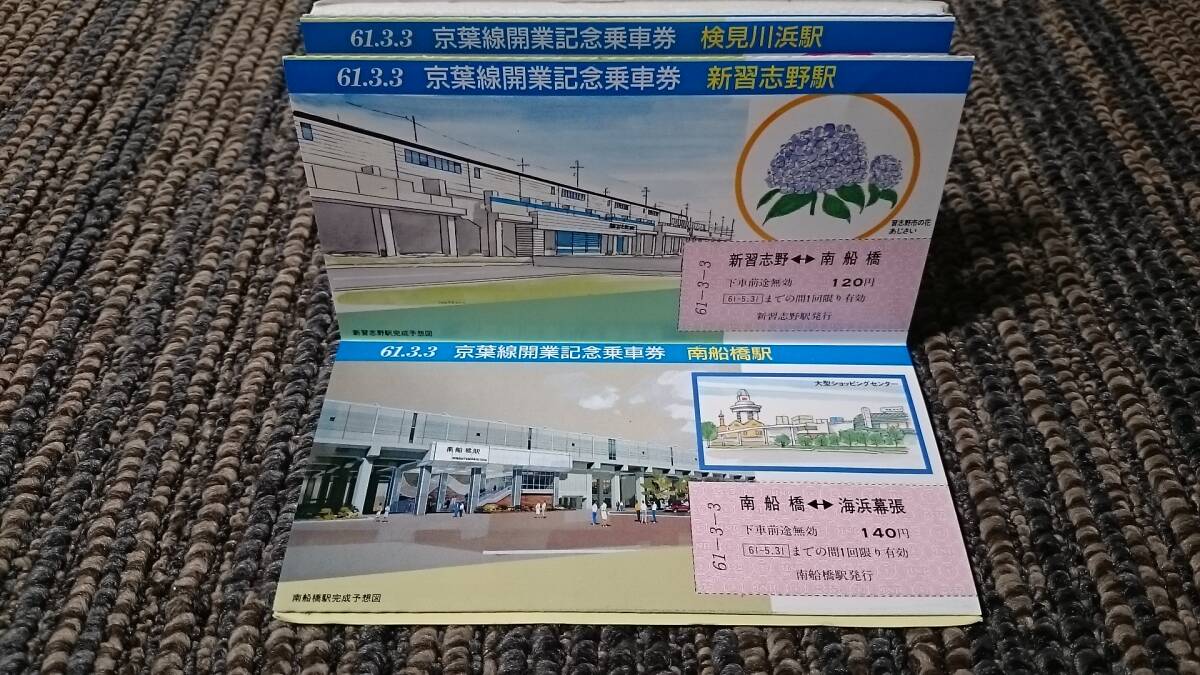 61.3.3 京葉線開業記念乗車券 検見川浜駅
61.3.3 京葉線開業記念乗車券 新習志野駅
習志野市の花
あじさい
新習志野↔南船橋
下車前途無効 120円
61-5.31までの間1回限り有効
新習志野駅発行
61-3-3
新習志野駅完成予想図
61.3.3 京葉線開業記念乗車券 南船橋駅
大型ショッピングセンター
南船橋駅
南船橋↔海浜幕張
下車前途無効 140円
61-5.31までの間1回限り有効
南船橋駅発行
61-3-3
南船橋駅完成予想図